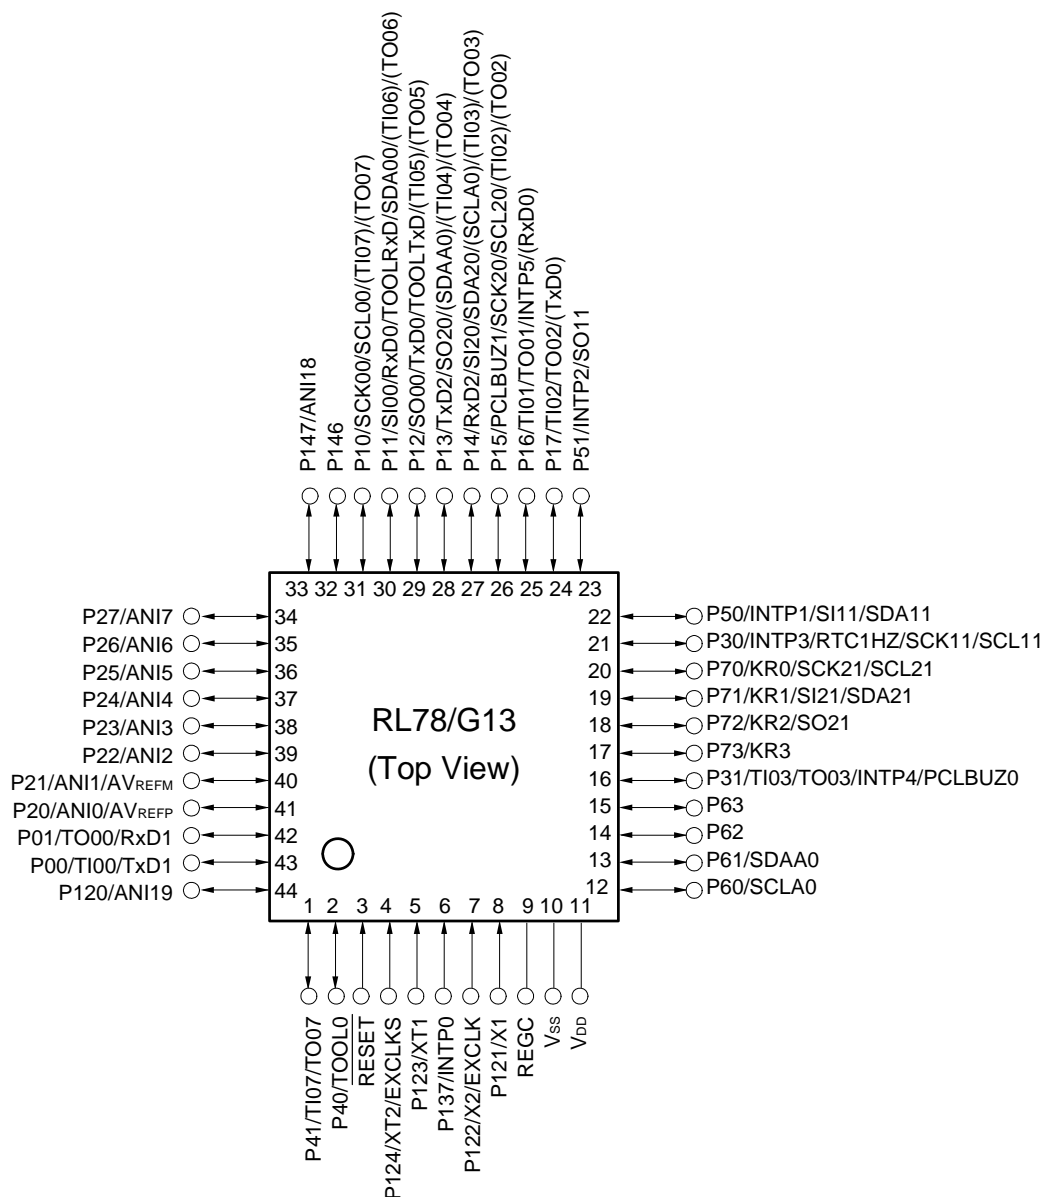 P147/ANI18
P146
P10/SCK00/SCL00/(TI07)/(TO07)
P11/SI00/RxD0/TOOLRxD/SDA00/(TI06)/(TO06)
P12/SO00/TxD0/TOOLTxD/(TI05)/(TO05)
P13/TxD2/SO20/(SDAA0)/(TI04)/(TO04)
P14/RxD2/SI20/SDA20/(SCLA0)/(TI03)/(TO03)
P15/PCLBUZ1/SCK20/SCL20/(TI02)/(TO02)
P16/TI01/TO01/INTP5/(RxD0)
P17/TI02/TO02/(TxD0)
P51/INTP2/SO11
33 32 31 30 29 28 27 26 25 24 23
P27/ANI7 34
P26/ANI6 35
P25/ANI5 36
P24/ANI4 37
P23/ANI3 38
P22/ANI2 39
P21/ANI1/AVREFM 40
P20/ANI0/AVREFP 41
P01/TO00/RxD1 42
P00/TI00/TxD1 43
P120/ANI19 44
RL78/G13
(Top View)
22 P50/INTP1/SI11/SDA11
21 P30/INTP3/RTC1HZ/SCK11/SCL11
20 P70/KR0/SCK21/SCL21
19 P71/KR1/SI21/SDA21
18 P72/KR2/SO21
17 P73/KR3
16 P31/TI03/TO03/INTP4/PCLBUZ0
15 P63
14 P62
13 P61/SDAA0
12 P60/SCLA0
1 2 3 4 5 6 7 8 9 10 11
P41/TI07/TO07
P40/TOOL0
RESET
P124/XT2/EXCLKS
P123/XT1
P137/INTP0
P122/X2/EXCLK
P121/X1
REGC
VSS
VDD